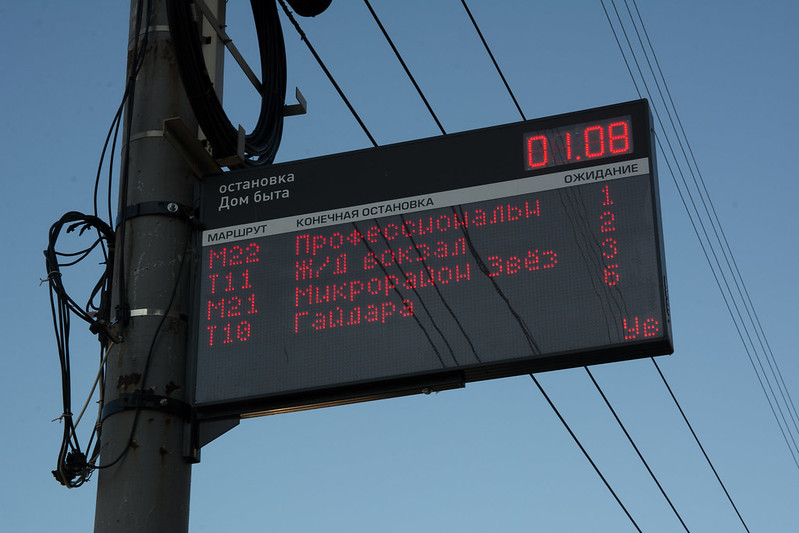 01.08
остановка
Дом быта
МАРШРУТ КОНЕЧНАЯ ОСТАНОВКА ОЖИДАНИЕ
М22 Профессиональн 1
Т11 Ж/Д вокзал 2
М21 Микрорайон Звёз 3
Т10 Гайдара 6
Ув